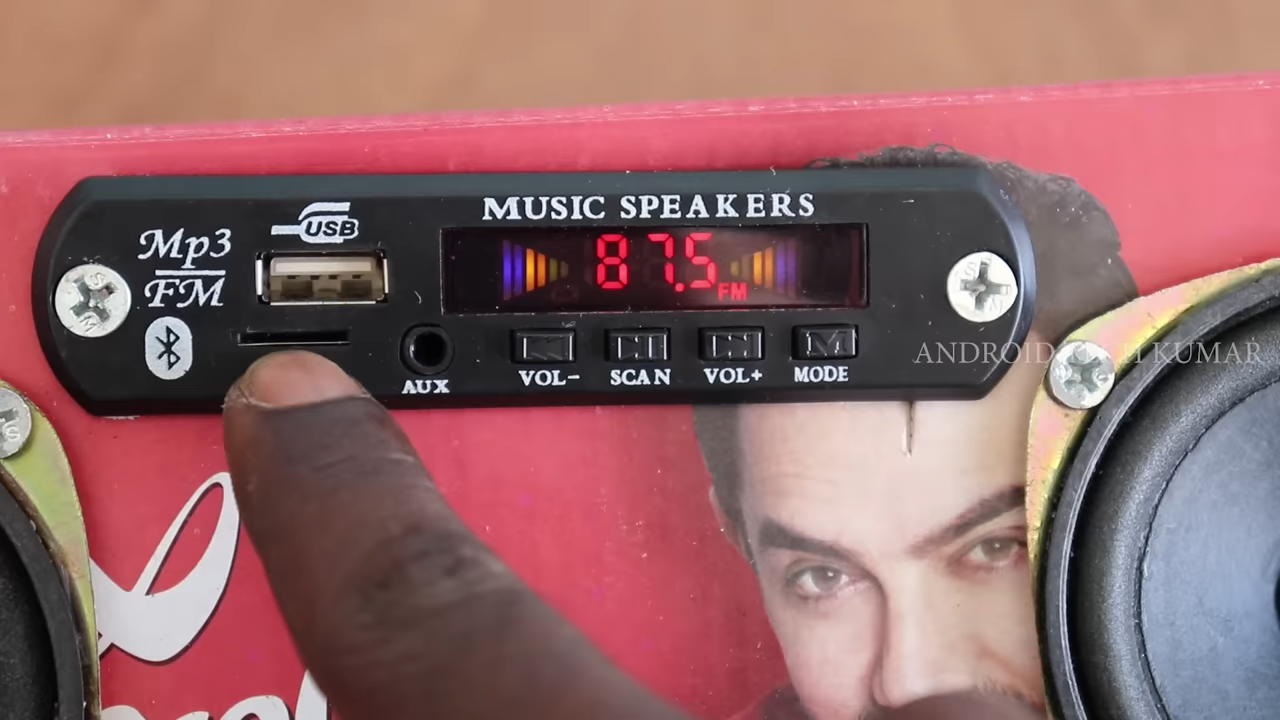 MUSIC SPEAKERS
USB
Mp3
FM
87.5
FM
AUX
VOL-
SCAN
VOL+
MODE
M
ANDROID KUMAR